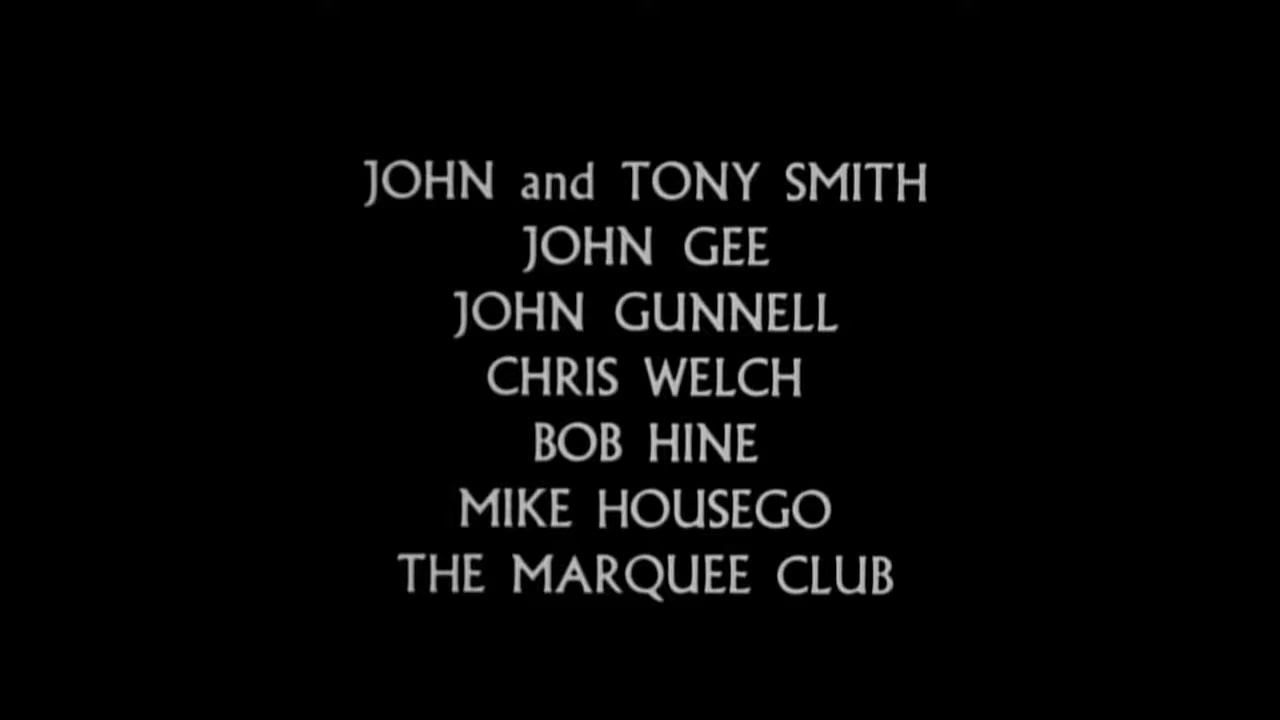 JOHN and TONY SMITH
JOHN GEE
JOHN GUNNELL
CHRIS WELCH
BOB HINE
MIKE HOUSEGO
THE MARQUEE CLUB